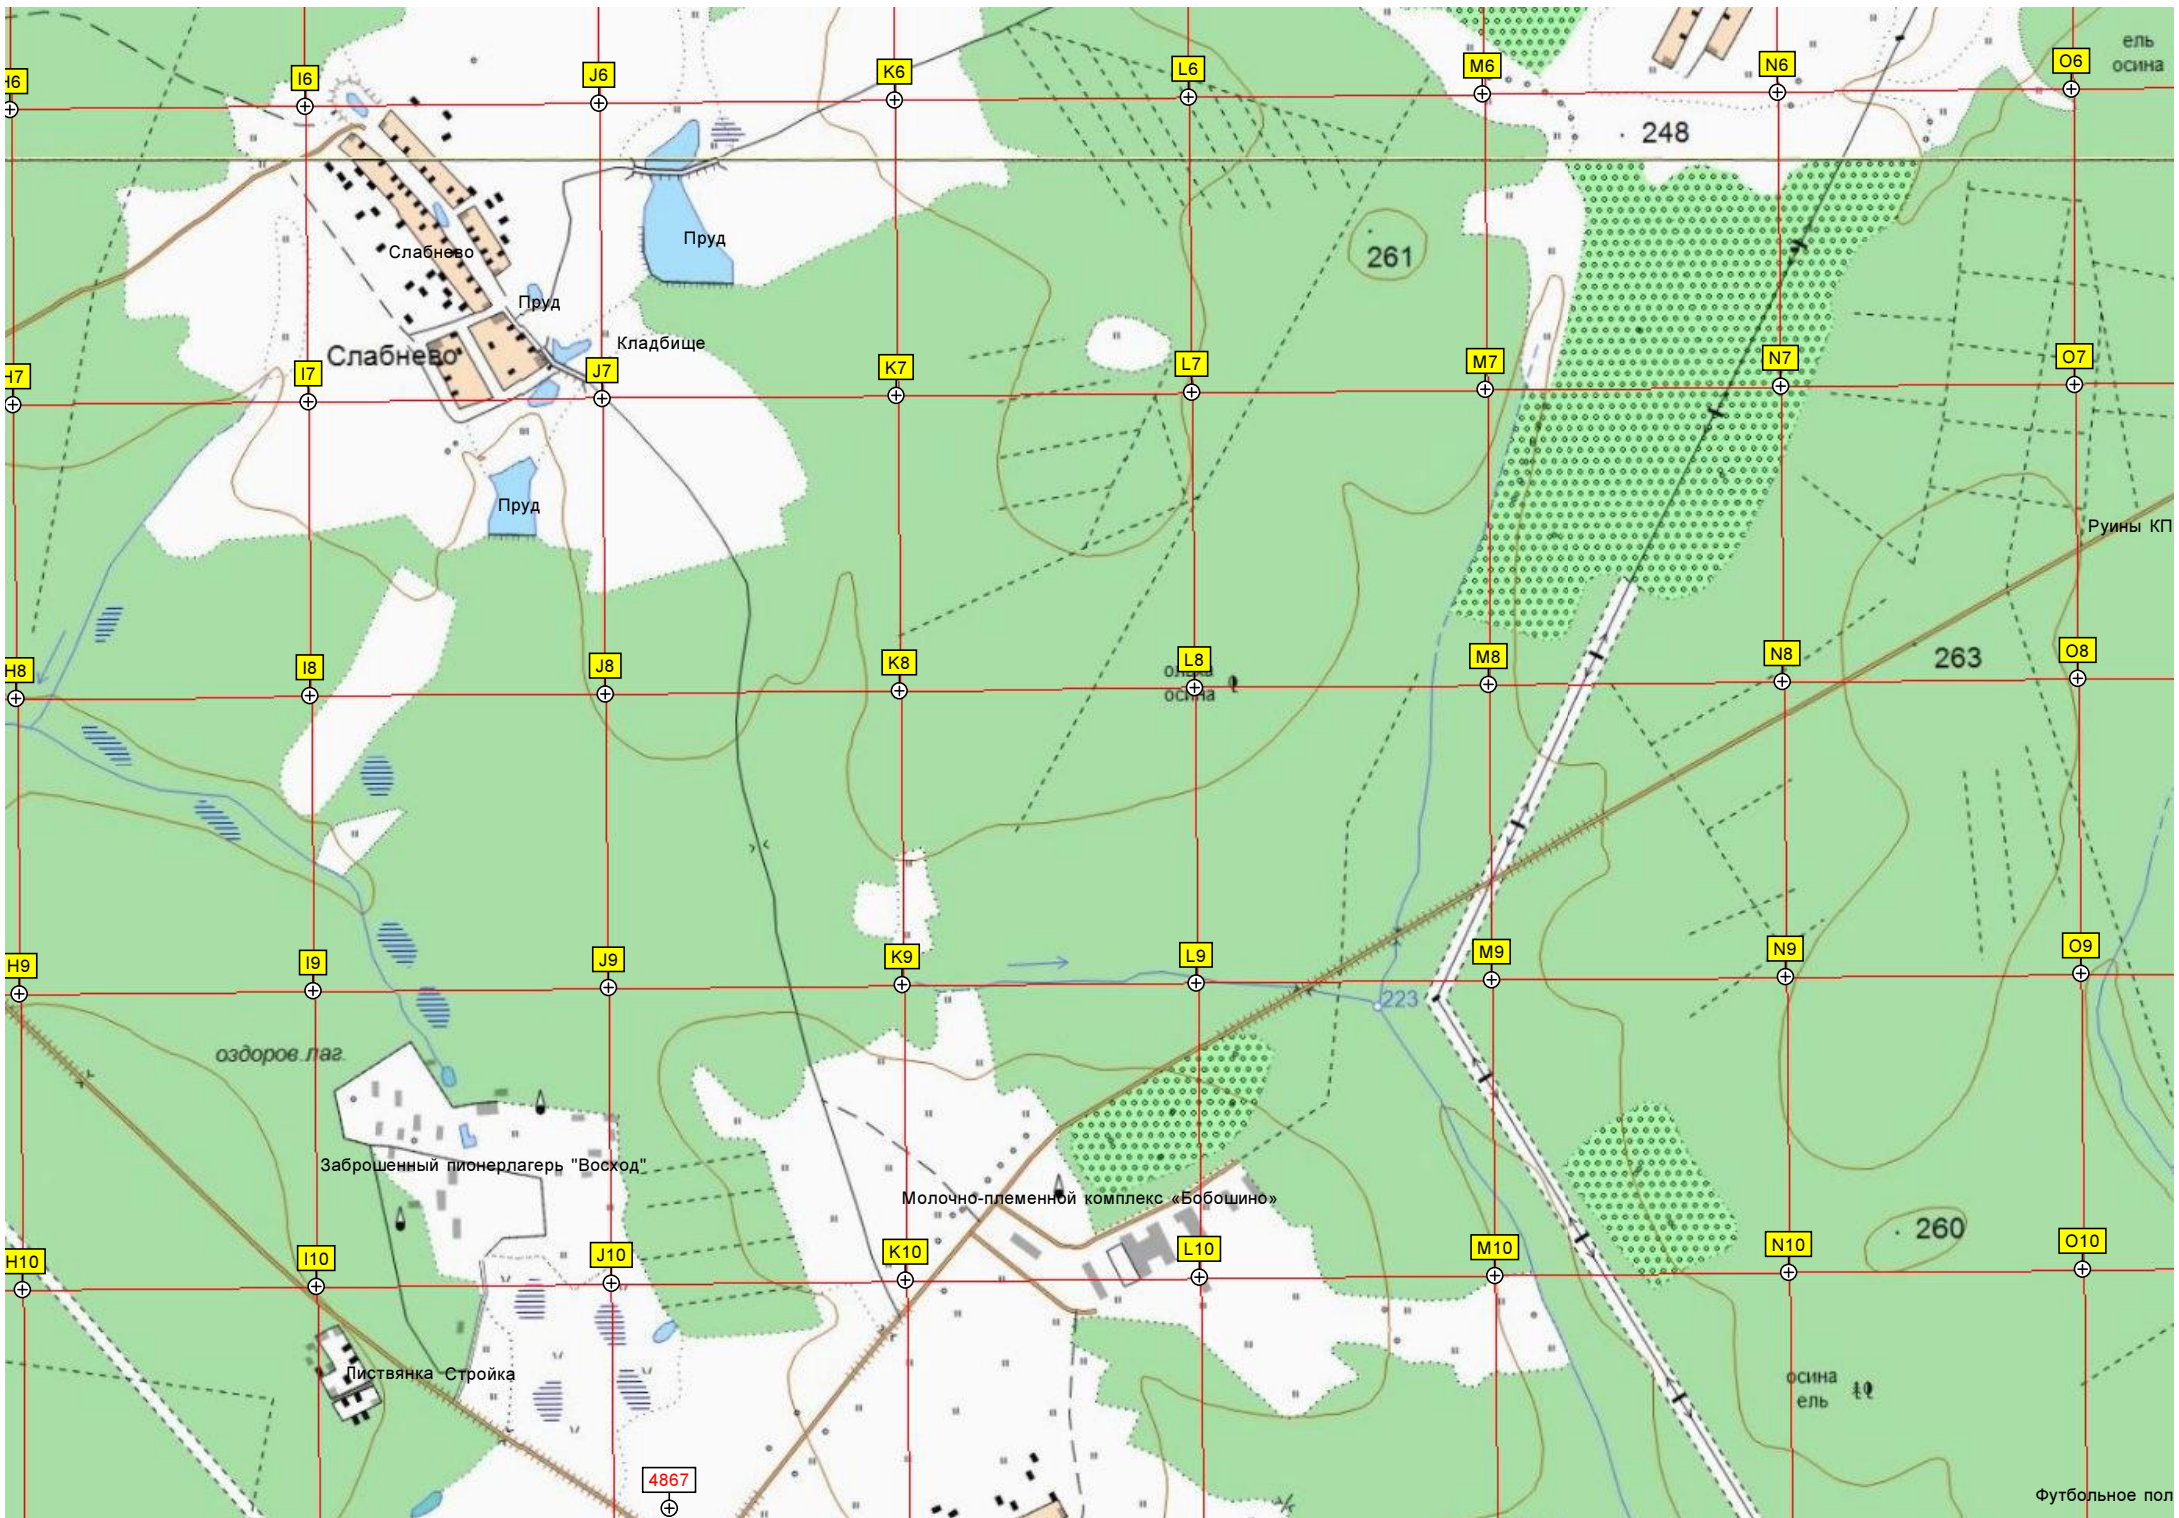 ель
осина
H6
I6
J6
K6
L6
M6
N6
O6
248
Слабнево
Пруд
261
Пруд
Кладбище
Слабнево
H7
I7
J7
K7
L7
M7
N7
O7
Пруд
Руины КП
H8
I8
J8
K8
L8
M8
N8
O8
263
осина
H9
I9
J9
K9
L9
M9
N9
O9
223
оздоров.лаг.
Заброшенный пионерлагерь "Восход"
Молочно-племенной комплекс «Бобошино»
260
H10
I10
J10
K10
L10
M10
N10
O10
Листвянка
Стройка
осина
ель
4867
Футбольное пол